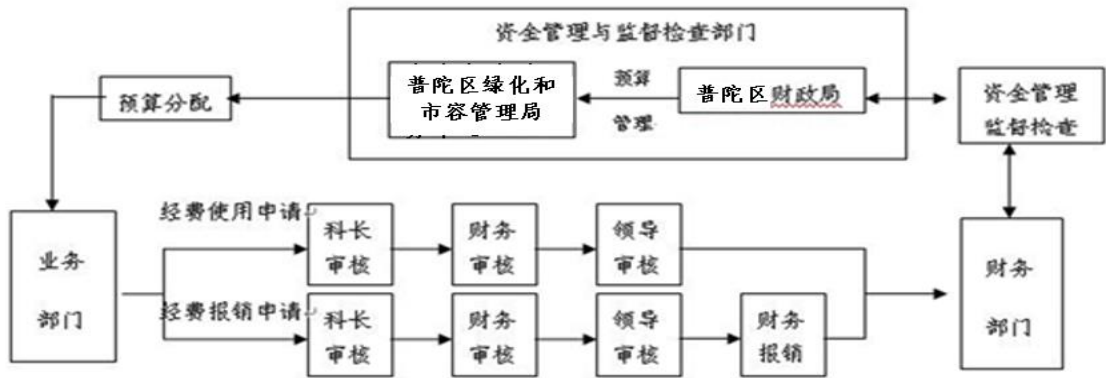 资金管理与监督检查部门
普陀区绿化和
市容管理局
预算
管理
普陀区财政局
预算分配
资金管理
监督检查
业务
部门
经费使用申请
科长
审核
财务
审核
领导
审核
经费报销申请
科长
审核
财务
审核
领导
审核
财务
报销
财务
部门